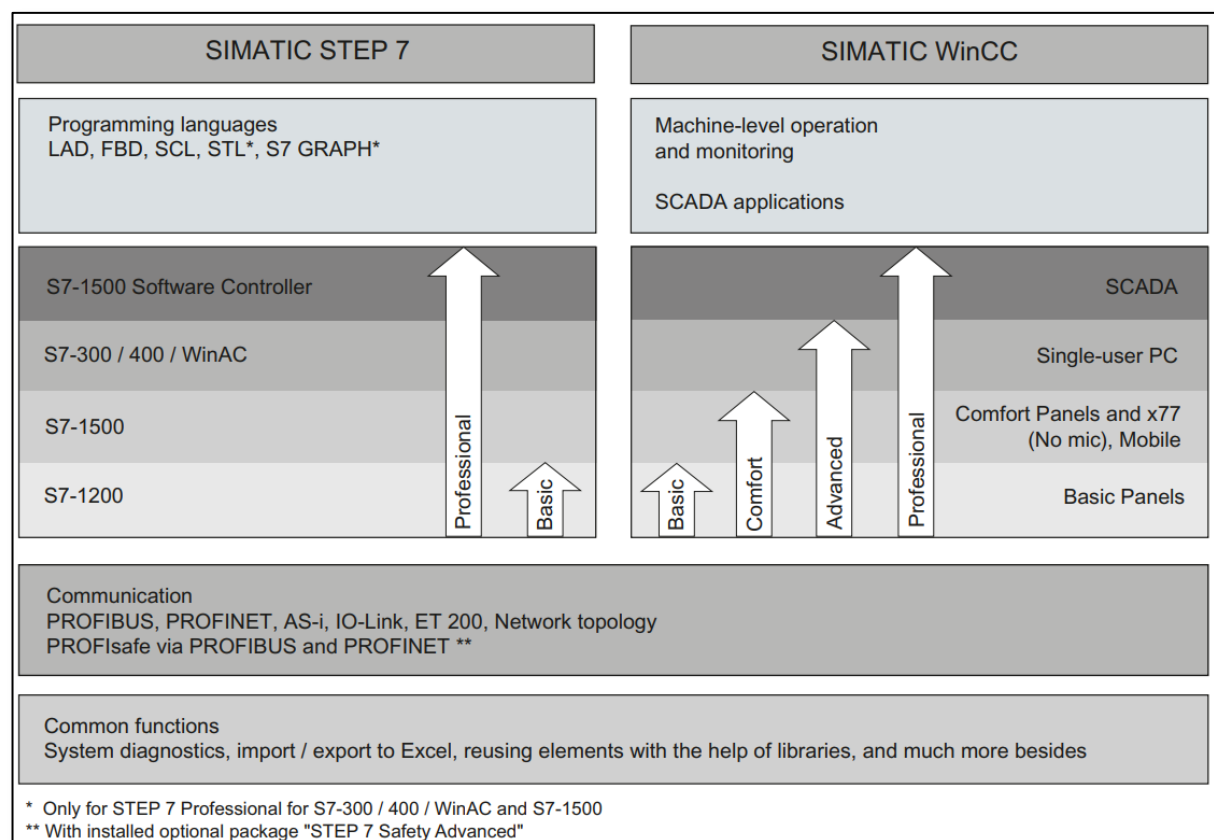 SIMATIC STEP 7
Programming languages
LAD, FBD, SCL, STL*, S7 GRAPH*
S7-1500 Software Controller
S7-300 / 400 / WinAC
S7-1500
S7-1200
Professional
Basic
SIMATIC WinCC
Machine-level operation
and monitoring
SCADA applications
Basic
Comfort
Advanced
Professional
SCADA
Single-user PC
Comfort Panels and x77
(No mic), Mobile
Basic Panels
Communication
PROFIBUS, PROFINET, AS-i, IO-Link, ET 200, Network topology
PROFIsafe via PROFIBUS and PROFINET **
Common functions
System diagnostics, import / export to Excel, reusing elements with the help of libraries, and much more besides
* Only for STEP 7 Professional for S7-300 / 400 / WinAC and S7-1500
** With installed optional package "STEP 7 Safety Advanced"